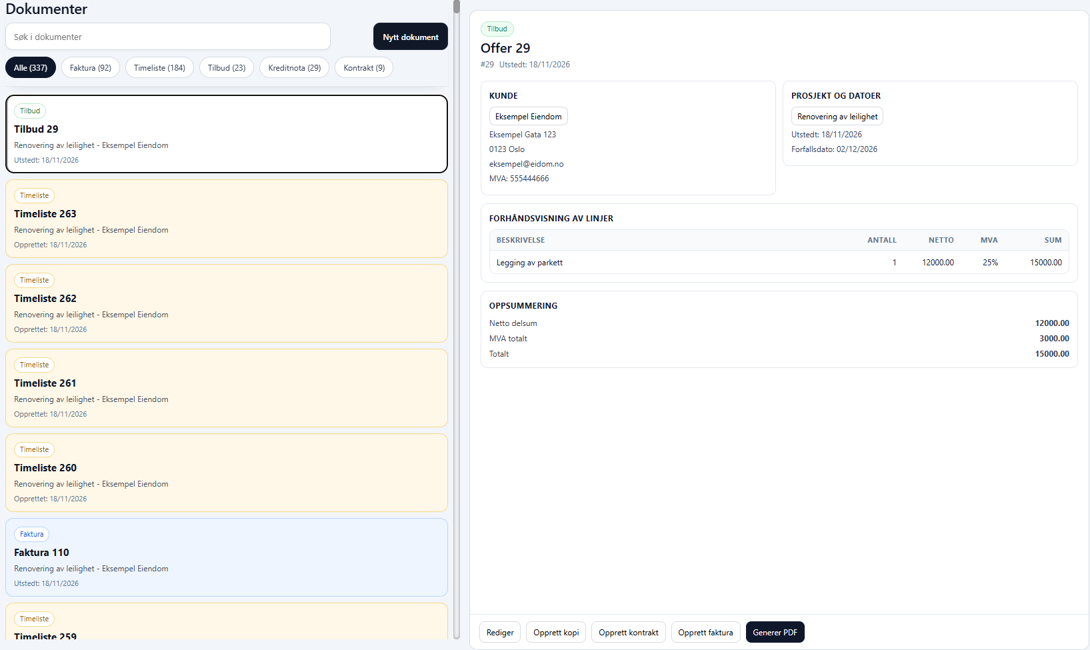 Dokumenter
Søk i dokumenter
Nytt dokument
Alle (337) Faktura (92) Timeliste (184) Tilbud (23) Kreditnota (29) Kontrakt (9)
Tilbud
Tilbud 29
Renovering av leilighet - Eksempel Eiendom
Utstedt: 18/11/2026
Timeliste
Timeliste 263
Renovering av leilighet - Eksempel Eiendom
Opprettet: 18/11/2026
Timeliste
Timeliste 262
Renovering av leilighet - Eksempel Eiendom
Opprettet: 18/11/2026
Timeliste
Timeliste 261
Renovering av leilighet - Eksempel Eiendom
Opprettet: 18/11/2026
Timeliste
Timeliste 260
Renovering av leilighet - Eksempel Eiendom
Opprettet: 18/11/2026
Faktura
Faktura 110
Renovering av leilighet - Eksempel Eiendom
Utstedt: 18/11/2026
Timeliste
Timeliste 259
Tilbud
Offer 29
#29 Utstedt: 18/11/2026
KUNDE
Eksempel Eiendom
Eksempel Gata 123
0123 Oslo
eksempel@eidom.no
MVA: 555444666
PROSJEKT OG DATOER
Renovering av leilighet
Utstedt: 18/11/2026
Forfallsdato: 02/12/2026
FORHÅNDSVISNING AV LINJER
BESKRIVELSE ANTALL NETTO MVA SUM
Legging av parkett 1 12000.00 25% 15000.00
OPPSUMMERING
Netto delsum 12000.00
MVA totalt 3000.00
Totalt 15000.00
Rediger Opprett kopi Opprett kontrakt Opprett faktura Generer PDF